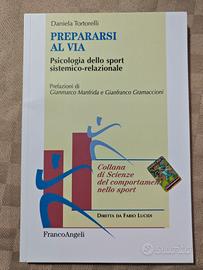 Daniela Tortorelli
PREPARARSI
AL VIA
Psicologia dello sport
sistemico-relazionale
Prefazioni di
Gianmarco Manfrida e Gianfranco Gramaccioni
Collana
di Scienze
del comportamento
nello sport
DIRETTA DA FABIO LUCIDI
FrancoAngeli
subito